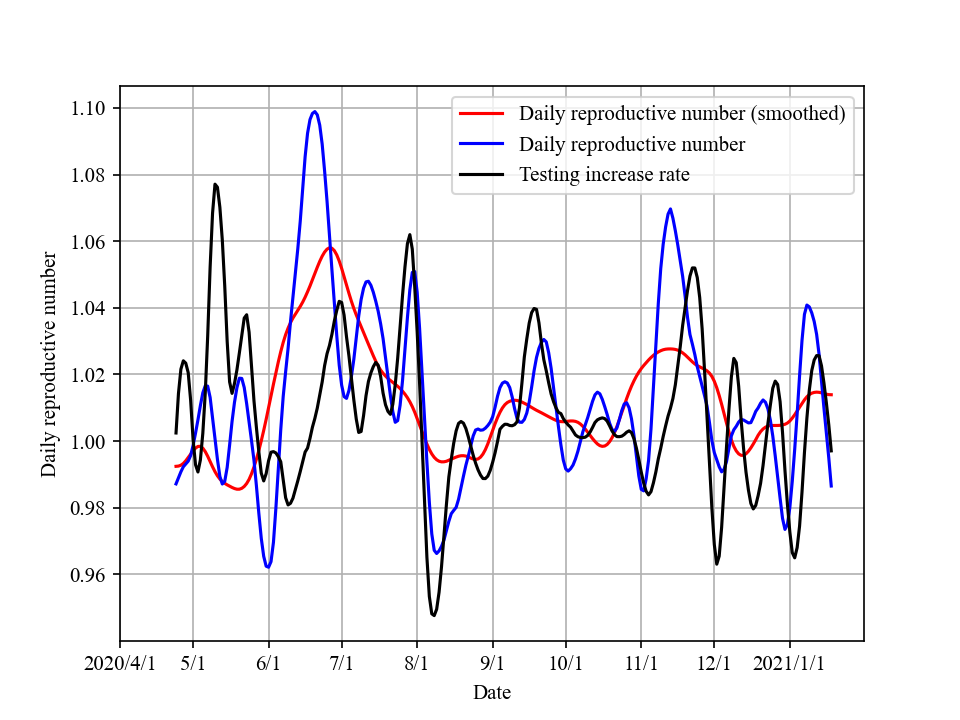 Daily reproductive number (smoothed)
Daily reproductive number
Testing increase rate
Daily reproductive number
1.10
1.08
1.06
1.04
1.02
1.00
0.98
0.96
2020/4/1 5/1 6/1 7/1 8/1 9/1 10/1 11/1 12/1 2021/1/1
Date